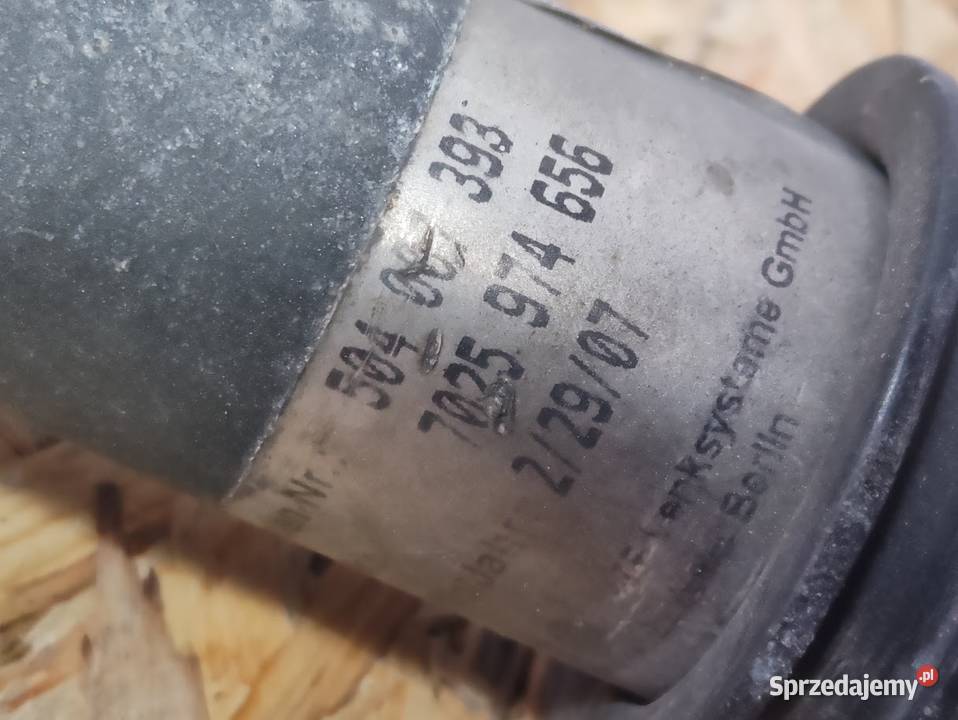 504 00 393
7025 974 656
2/29/07
Lenksysteme GmbH
Berlin
Sprzedajemy.pl